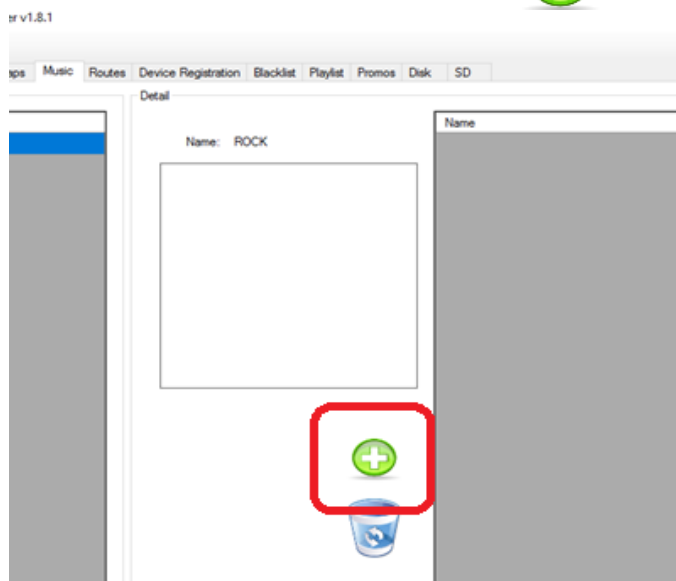 er v1.8.1
aps Music Routes Device Registration Blacklist Playlist Promos Disk SD
Detail
Name
Name: ROCK